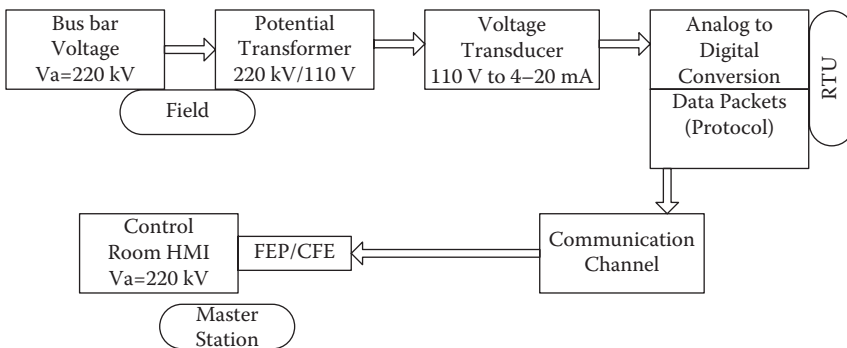 Bus bar
Voltage
Va=220 kV
Potential
Transformer
220 kV/110 V
Voltage
Transducer
110 V to 4–20 mA
Analog to
Digital
Conversion
Data Packets
(Protocol)
RTU
Field
Control
Room HMI
Va=220 kV
FEP/CFE
Communication
Channel
Master
Station